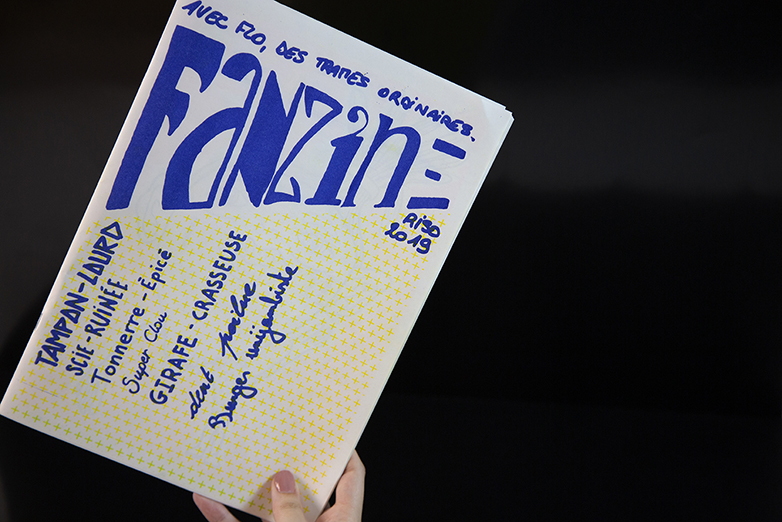 AVEC FLO, DES TRAMES ORDINAIRES.
FANZINE
RISO
2019
TAMPON-LOURD
SCIE-RUINÉE
Tonnerre-Épicé
Super Clou
GIRAFE-CRASSEUSE
dent poilue
Burger unijambiste